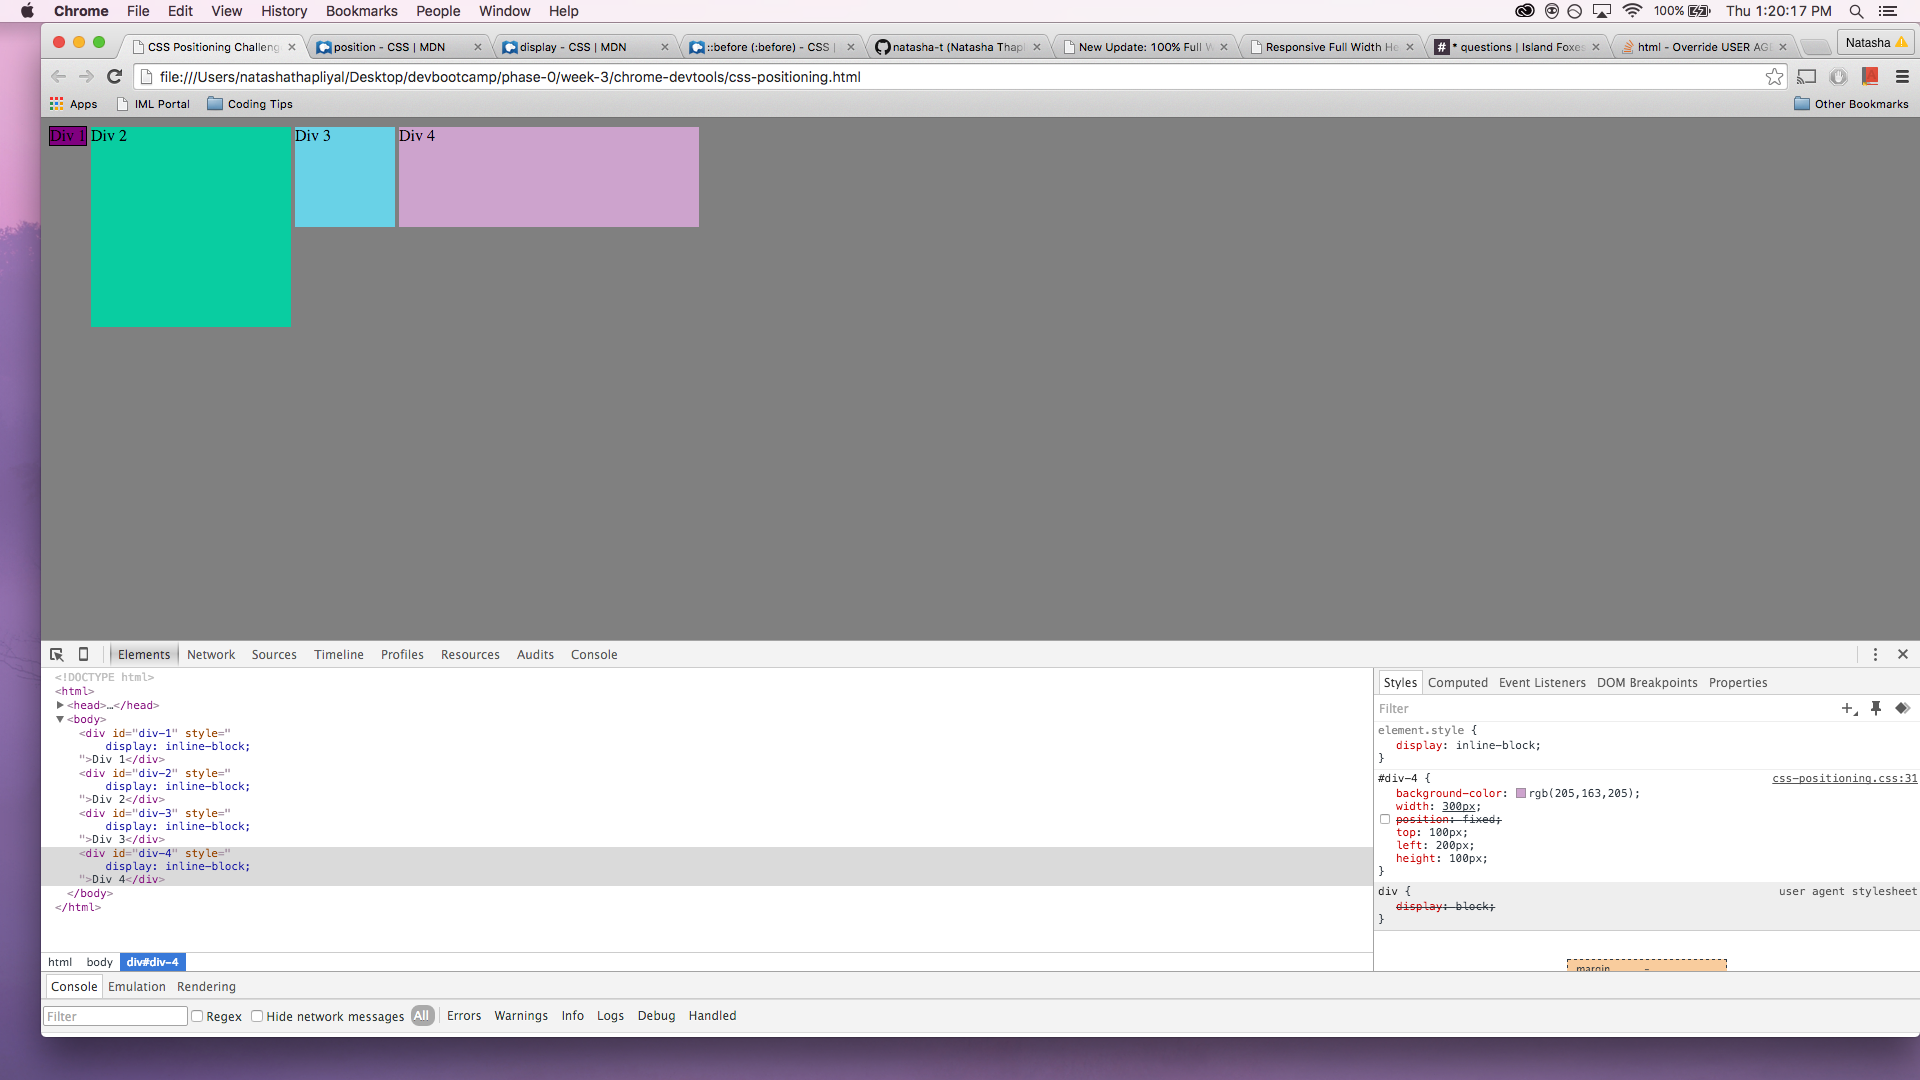 Chrome File Edit View History Bookmarks People Window Help 100% Thu 1:20:17 PM
CSS Positioning Challeng position - CSS | MDN display - CSS | MDN ::before (:before) - CSS | natasha-t (Natasha Thapl New Update: 100% Full W Responsive Full Width He * questions | Island Foxes html - Override USER AGE Natasha
file:///Users/natashathapliyal/Desktop/devbootcamp/phase-0/week-3/chrome-devtools/css-positioning.html
Apps IML Portal Coding Tips Other Bookmarks
Div 1 Div 2 Div 3 Div 4
Elements Network Sources Timeline Profiles Resources Audits Console
<!DOCTYPE html>
<html>
<head>…</head>
<body>
<div id="div-1" style="
display: inline-block;
">Div 1</div>
<div id="div-2" style="
display: inline-block;
">Div 2</div>
<div id="div-3" style="
display: inline-block;
">Div 3</div>
<div id="div-4" style="
display: inline-block;
">Div 4</div>
</body>
</html>
html body div#div-4
Styles Computed Event Listeners DOM Breakpoints Properties
Filter
element.style {
display: inline-block;
}
#div-4 { css-positioning.css:31
background-color: rgb(205,163,205);
width: 300px;
position: fixed;
top: 100px;
left: 200px;
height: 100px;
}
div { user agent stylesheet
display: block;
}
margin -
Console Emulation Rendering
Filter Regex Hide network messages All Errors Warnings Info Logs Debug Handled